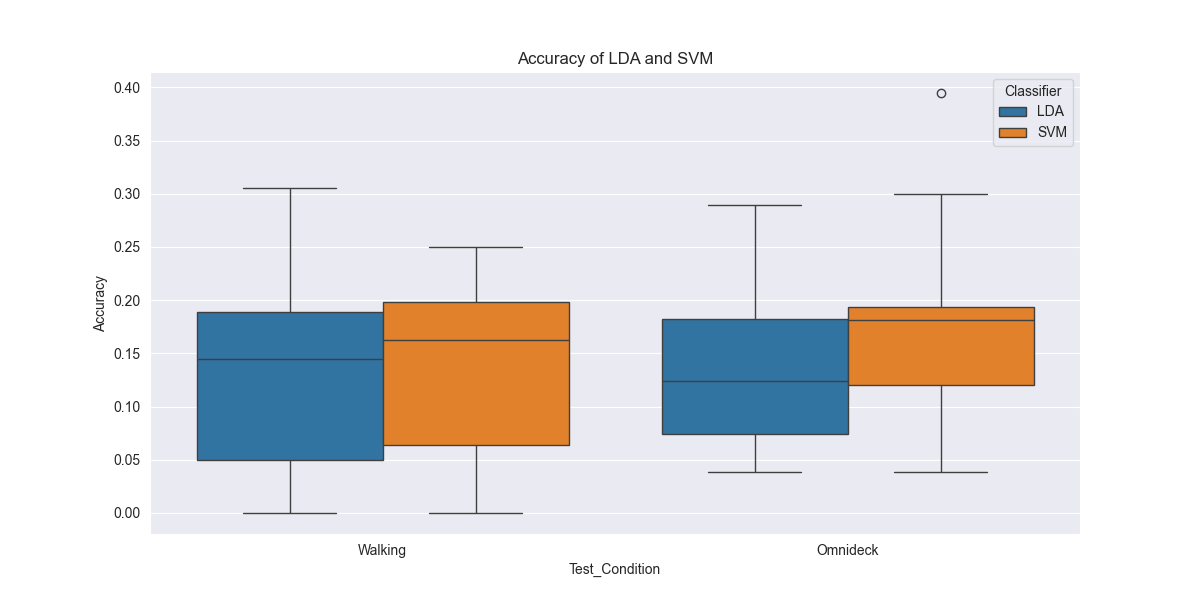 Accuracy of LDA and SVM
Classifier
LDA
SVM
0.40
0.35
0.30
0.25
0.20
0.15
0.10
0.05
0.00
Accuracy
Walking
Omnideck
Test_Condition